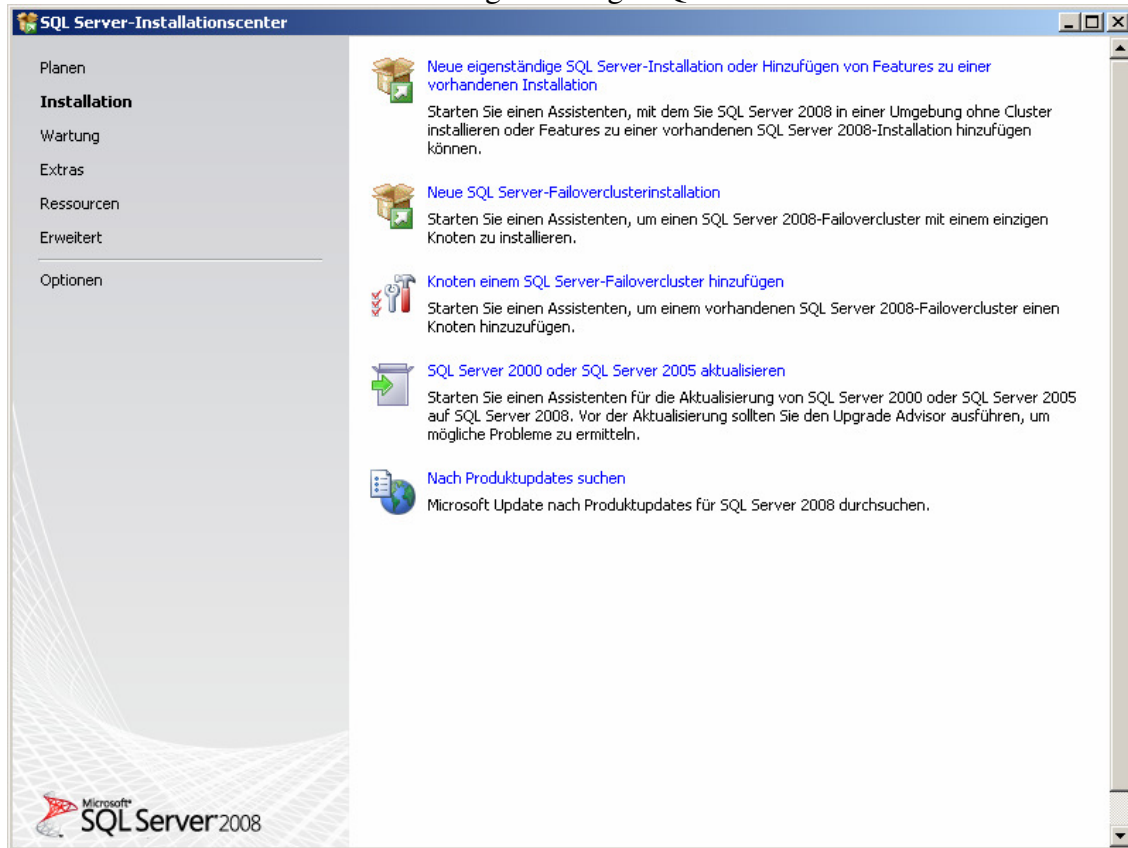 SQL Server-Installationscenter
Planen
Installation
Wartung
Extras
Ressourcen
Erweitert
Optionen
Neue eigenständige SQL Server-Installation oder Hinzufügen von Features zu einer
vorhandenen Installation
Starten Sie einen Assistenten, mit dem Sie SQL Server 2008 in einer Umgebung ohne Cluster
installieren oder Features zu einer vorhandenen SQL Server 2008-Installation hinzufügen
können.
Neue SQL Server-Failoverclusterinstallation
Starten Sie einen Assistenten, um einen SQL Server 2008-Failovercluster mit einem einzigen
Knoten zu installieren.
Knoten einem SQL Server-Failovercluster hinzufügen
Starten Sie einen Assistenten, um einem vorhandenen SQL Server 2008-Failovercluster einen
Knoten hinzuzufügen.
SQL Server 2000 oder SQL Server 2005 aktualisieren
Starten Sie einen Assistenten für die Aktualisierung von SQL Server 2000 oder SQL Server 2005
auf SQL Server 2008. Vor der Aktualisierung sollten Sie den Upgrade Advisor ausführen, um
mögliche Probleme zu ermitteln.
Nach Produktupdates suchen
Microsoft Update nach Produktupdates für SQL Server 2008 durchsuchen.
Microsoft
SQL Server 2008